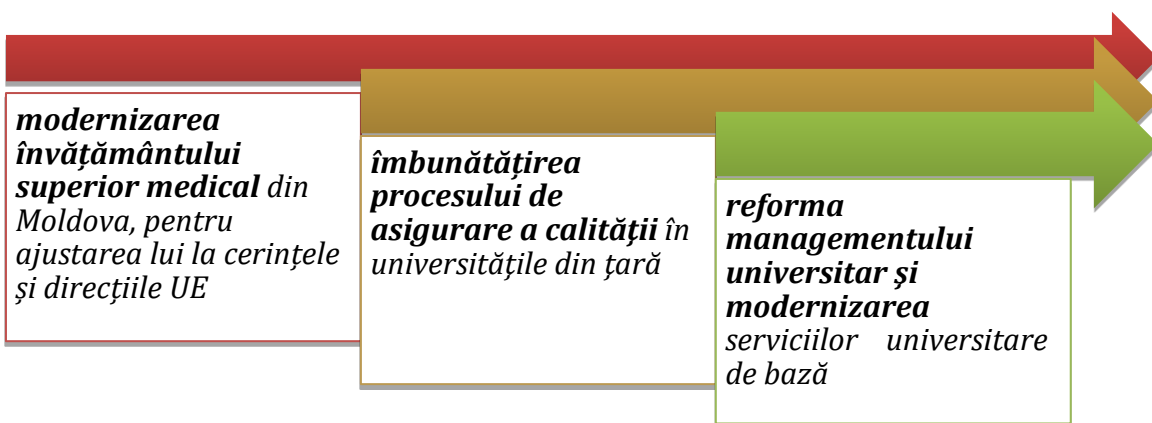 modernizarea
învățământului
superior medical din
Moldova, pentru
ajustarea lui la cerințele
și direcțiile UE
îmbunătățirea
procesului de
asigurare a calităţii în
universitățile din țară
reforma
managementului
universitar și
modernizarea
serviciilor universitare
de bază